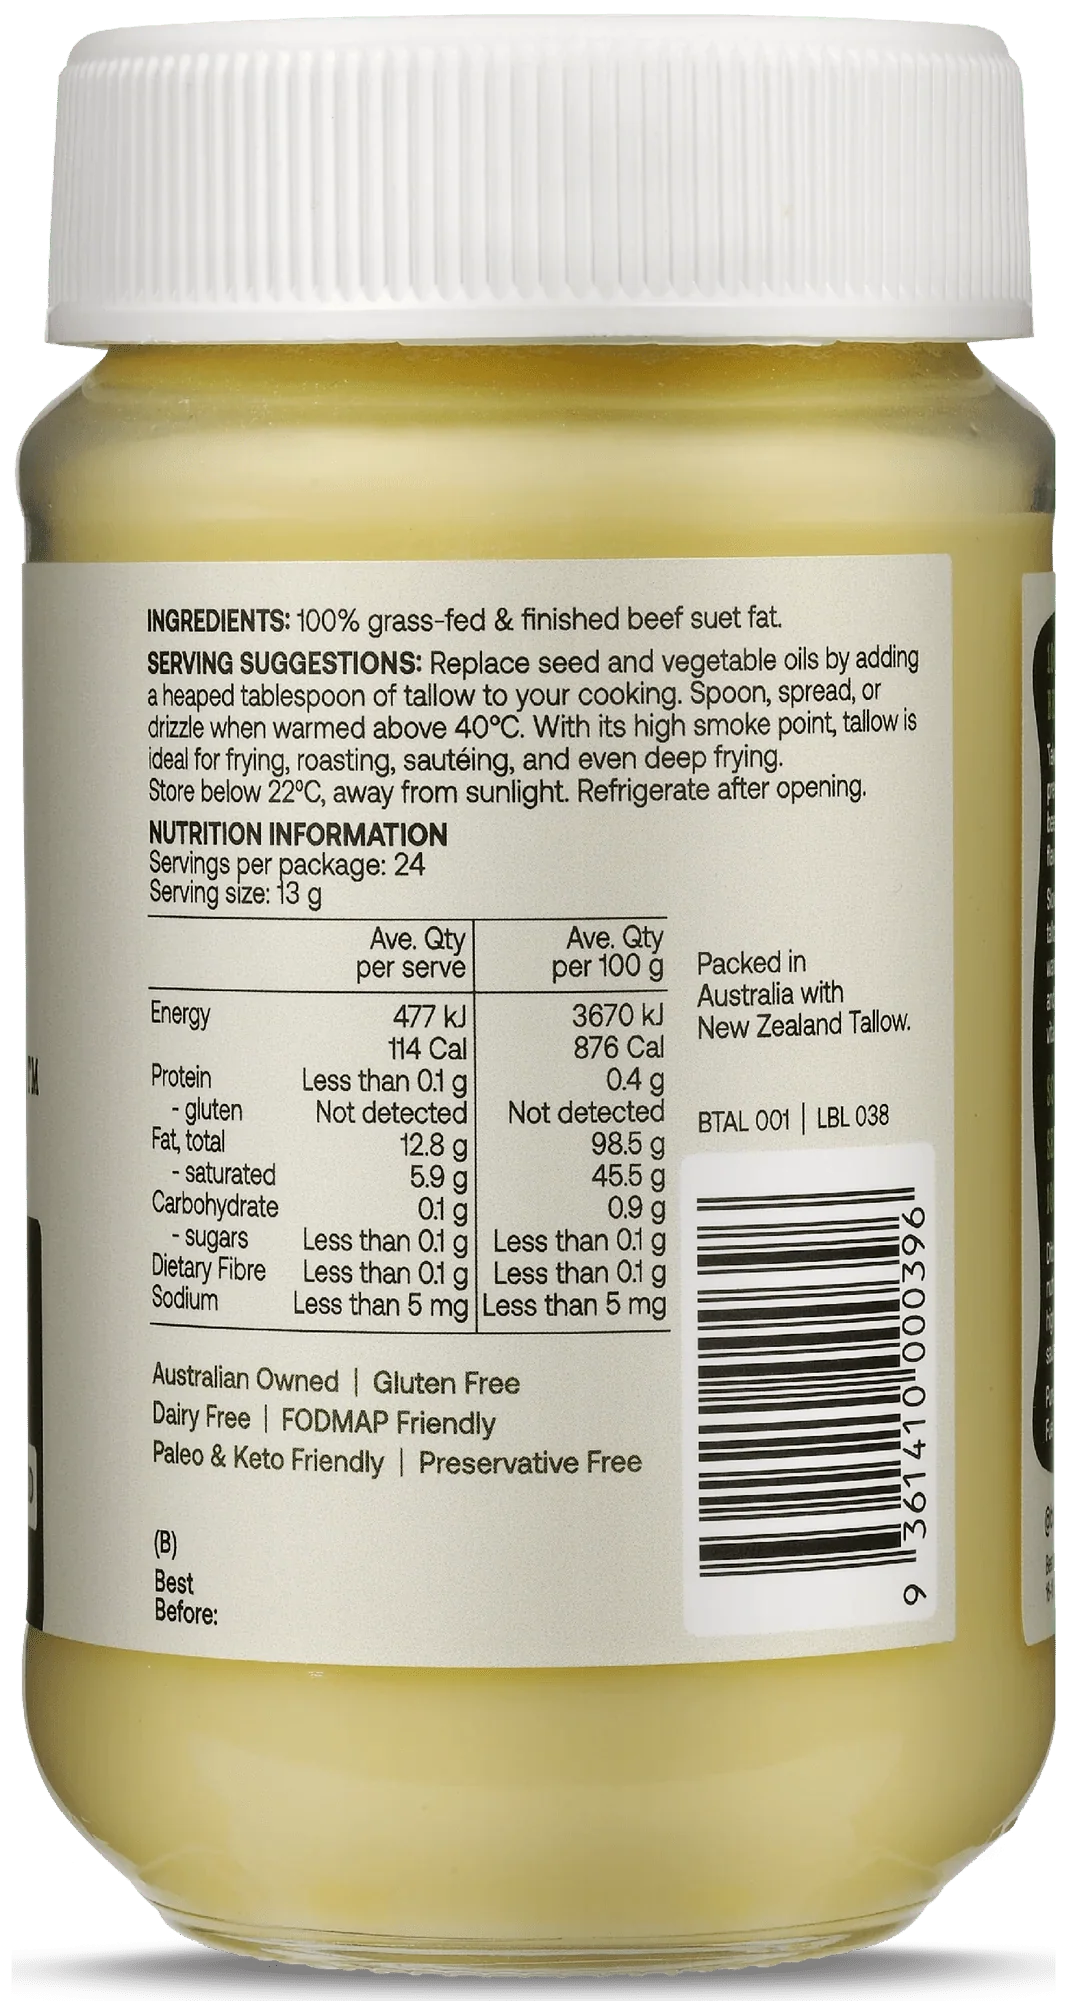 INGREDIENTS: 100% grass-fed & finished beef suet fat.
SERVING SUGGESTIONS: Replace seed and vegetable oils by adding
a heaped tablespoon of tallow to your cooking. Spoon, spread, or
drizzle when warmed above 40ºC. With its high smoke point, tallow is
ideal for frying, roasting, sautéing, and even deep frying.
Store below 22ºC, away from sunlight. Refrigerate after opening.
NUTRITION INFORMATION
Servings per package: 24
Serving size: 13 g
Ave. Qty Ave. Qty
per serve per 100 g
Energy 477 kJ 3670 kJ
114 Cal 876 Cal
Protein Less than 0.1 g 0.4 g
- gluten Not detected Not detected
Fat, total 12.8 g 98.5 g
- saturated 5.9 g 45.5 g
Carbohydrate 0.1 g 0.9 g
- sugars Less than 0.1 g Less than 0.1 g
Dietary Fibre Less than 0.1 g Less than 0.1 g
Sodium Less than 5 mg Less than 5 mg
Packed in
Australia with
New Zealand Tallow.
BTAL 001 | LBL 038
9 361410 000396
Australian Owned | Gluten Free
Dairy Free | FODMAP Friendly
Paleo & Keto Friendly | Preservative Free
(B)
Best
Before: